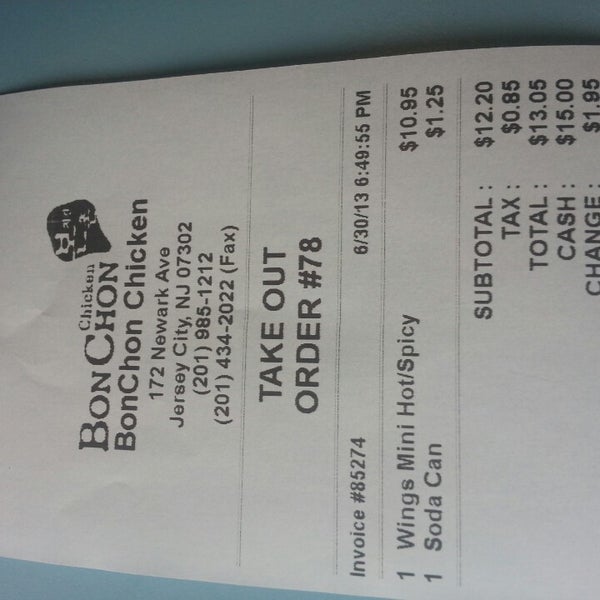 Chicken
BONCHON
BonChon Chicken
172 Newark Ave
Jersey City, NJ 07302
(201) 985-1212
(201) 434-2022 (Fax)
TAKE OUT
ORDER #78
Invoice #85274 6/30/13 6:49:55 PM
1 Wings Mini Hot/Spicy $10.95
1 Soda Can $1.25
SUBTOTAL : $12.20
TAX : $0.85
TOTAL : $13.05
CASH : $15.00
CHANGE : $1.95